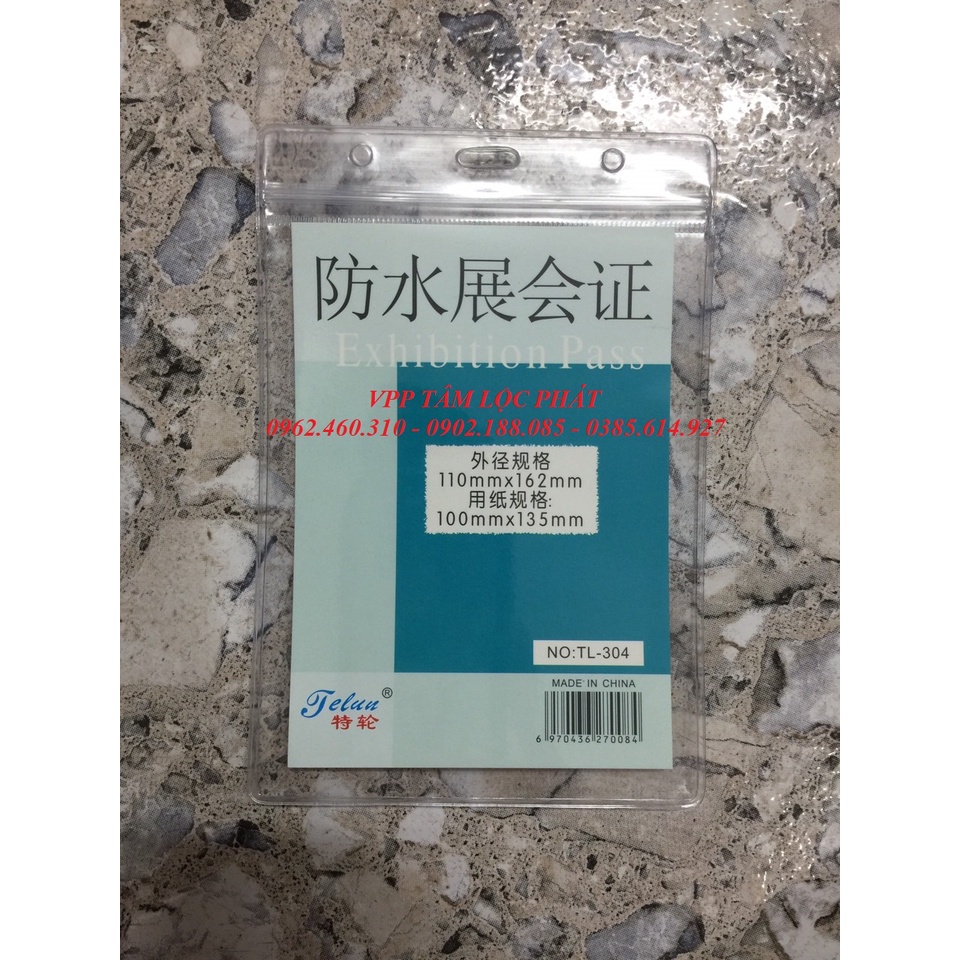 防水展会证
Exhibition Pass
VPP TÂM LỘC PHÁT
0962.460.310 - 0902.188.085 - 0385.614.927
外径规格
110mmx162mm
用纸规格:
100mmx135mm
NO:TL-304
MADE IN CHINA
Telun®
特轮
6 970436 270084